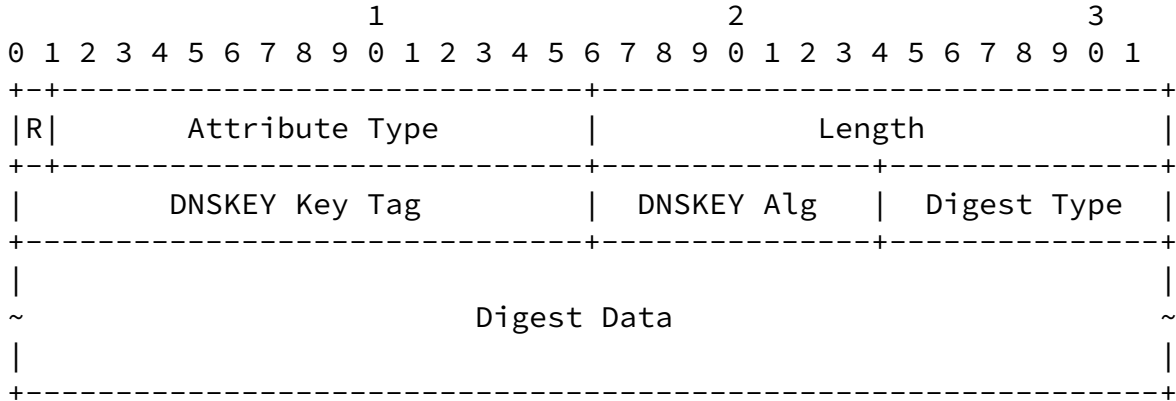 1                   2                   3
0 1 2 3 4 5 6 7 8 9 0 1 2 3 4 5 6 7 8 9 0 1 2 3 4 5 6 7 8 9 0 1
+-+-----------------------------+-------------------------------+
|R|       Attribute Type        |            Length             |
+-+-----------------------------+---------------+---------------+
|        DNSKEY Key Tag         |  DNSKEY Alg   |  Digest Type  |
+-------------------------------+---------------+---------------+
|                                                               |
~                         Digest Data                           ~
|                                                               |
+---------------------------------------------------------------+